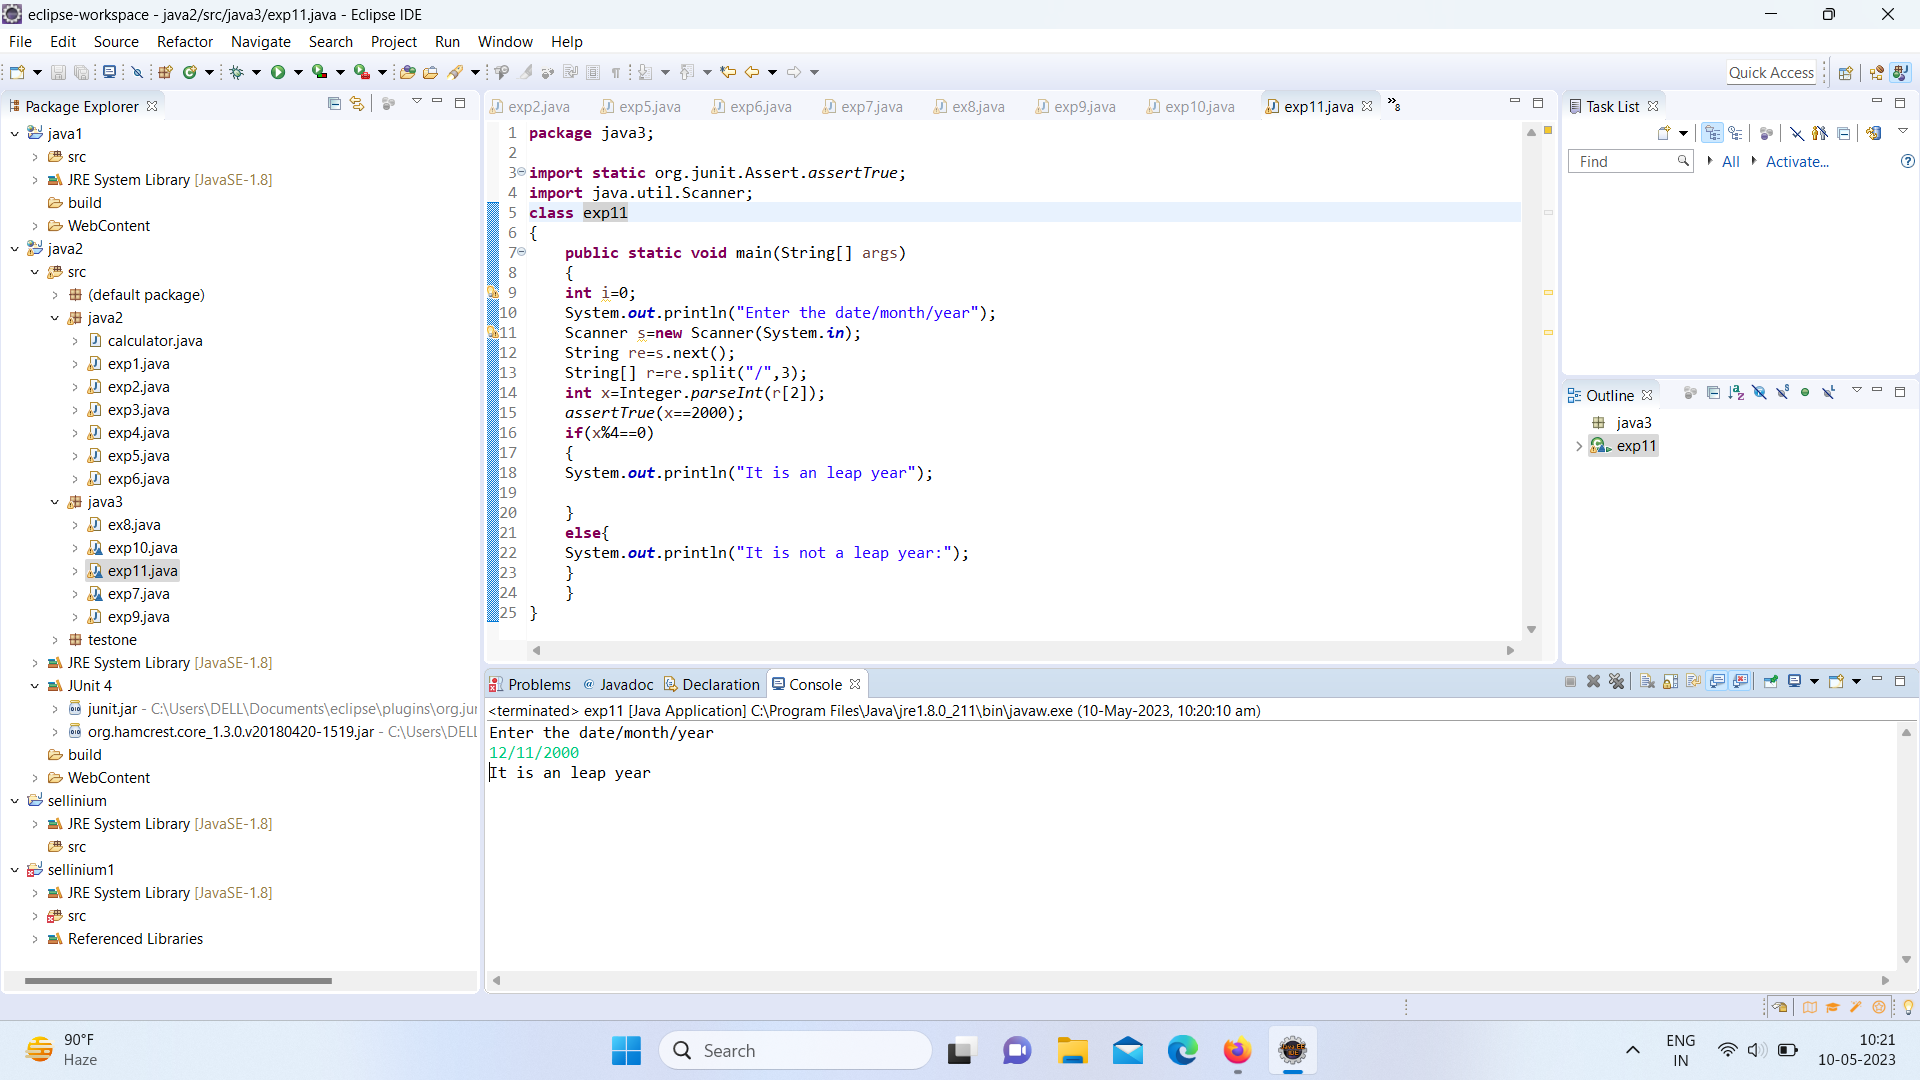 eclipse-workspace - java2/src/java3/exp11.java - Eclipse IDE
File Edit Source Refactor Navigate Search Project Run Window Help
Quick Access
Package Explorer
java1
src
JRE System Library [JavaSE-1.8]
build
WebContent
java2
src
(default package)
java2
calculator.java
exp1.java
exp2.java
exp3.java
exp4.java
exp5.java
exp6.java
java3
ex8.java
exp10.java
exp11.java
exp7.java
exp9.java
testone
JRE System Library [JavaSE-1.8]
JUnit 4
junit.jar - C:\Users\DELL\Documents\eclipse\plugins\org.jun
org.hamcrest.core_1.3.0.v20180420-1519.jar - C:\Users\DELL
build
WebContent
sellinium
JRE System Library [JavaSE-1.8]
src
sellinium1
JRE System Library [JavaSE-1.8]
src
Referenced Libraries
exp2.java exp5.java exp6.java exp7.java ex8.java exp9.java exp10.java exp11.java »8
1 package java3;
2
3 import static org.junit.Assert.assertTrue;
4 import java.util.Scanner;
5 class exp11
6 {
7 public static void main(String[] args)
8 {
9 int i=0;
10 System.out.println("Enter the date/month/year");
11 Scanner s=new Scanner(System.in);
12 String re=s.next();
13 String[] r=re.split("/",3);
14 int x=Integer.parseInt(r[2]);
15 assertTrue(x==2000);
16 if(x%4==0)
17 {
18 System.out.println("It is an leap year");
19
20 }
21 else{
22 System.out.println("It is not a leap year:");
23 }
24 }
25 }
Task List
Find All Activate...
Outline
java3
exp11
Problems @ Javadoc Declaration Console
<terminated> exp11 [Java Application] C:\Program Files\Java\jre1.8.0_211\bin\javaw.exe (10-May-2023, 10:20:10 am)
Enter the date/month/year
12/11/2000
It is an leap year
90°F
Haze
Search
ENG
IN
10:21
10-05-2023